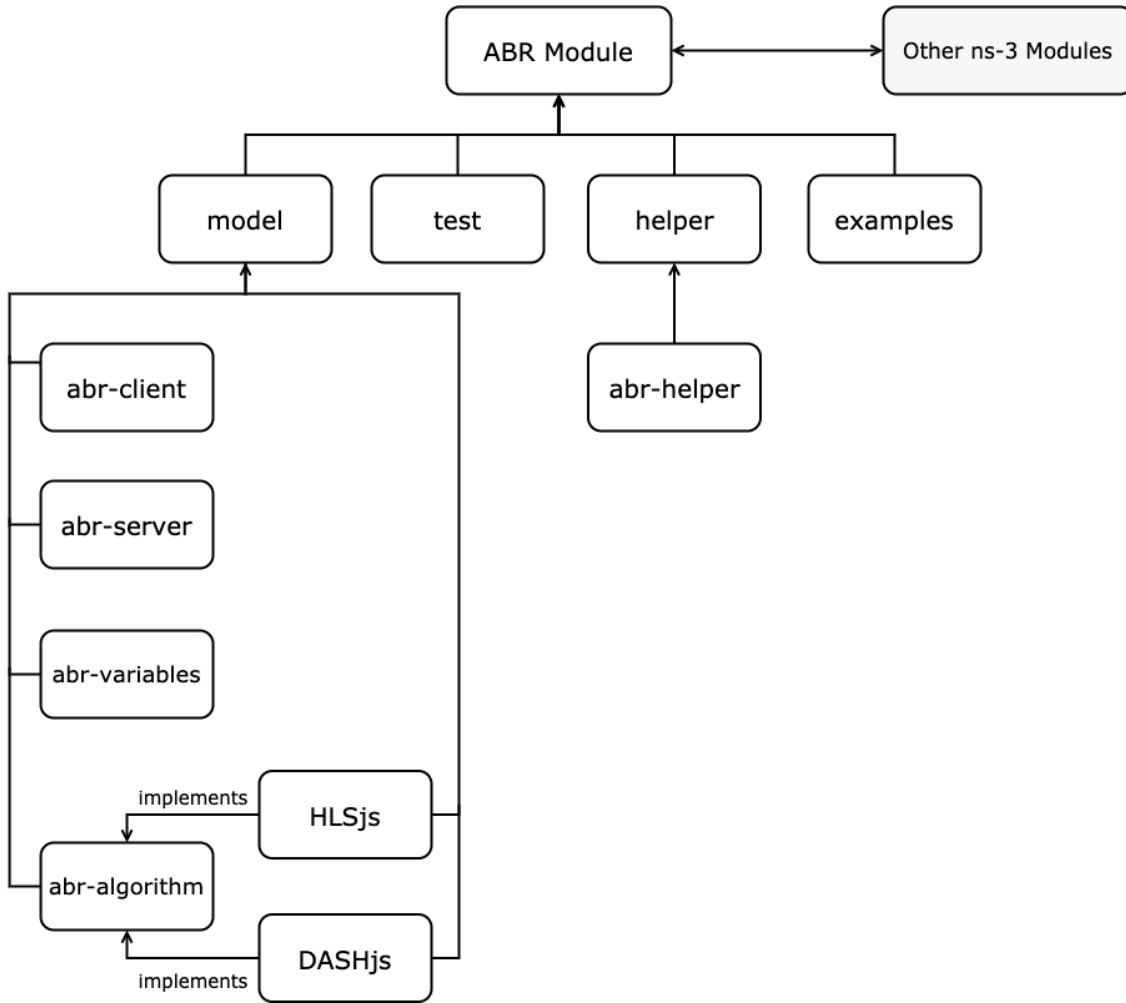 ABR Module
Other ns-3 Modules
model
test
helper
examples
abr-client
abr-helper
abr-server
abr-variables
implements
HLSjs
abr-algorithm
DASHjs
implements